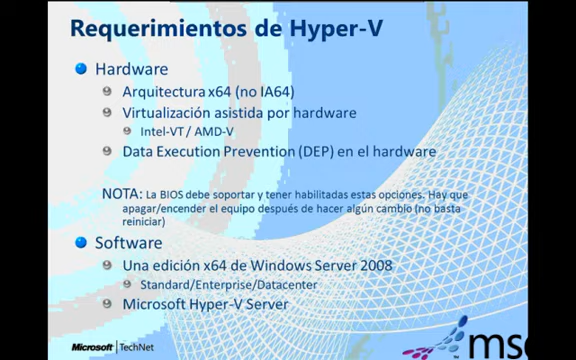 Requerimientos de Hyper-V
Hardware
Arquitectura x64 (no IA64)
Virtualización asistida por hardware
Intel-VT / AMD-V
Data Execution Prevention (DEP) en el hardware
NOTA: La BIOS debe soportar y tener habilitadas estas opciones. Hay que
apagar/encender el equipo después de hacer algún cambio (no basta
reiniciar)
Software
Una edición x64 de Windows Server 2008
Standard/Enterprise/Datacenter
Microsoft Hyper-V Server
Microsoft TechNet